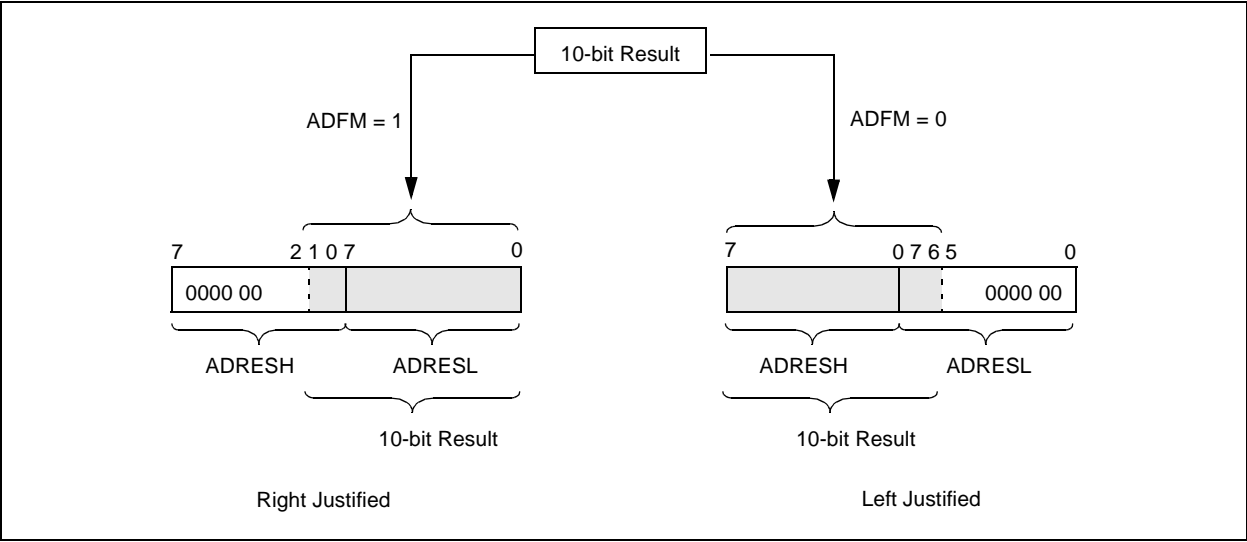 10-bit Result
ADFM = 1
ADFM = 0
7 2 1 0 7 0
7 0 7 6 5 0
0000 00
0000 00
ADRESH ADRESL
ADRESH ADRESL
10-bit Result
10-bit Result
Right Justified
Left Justified